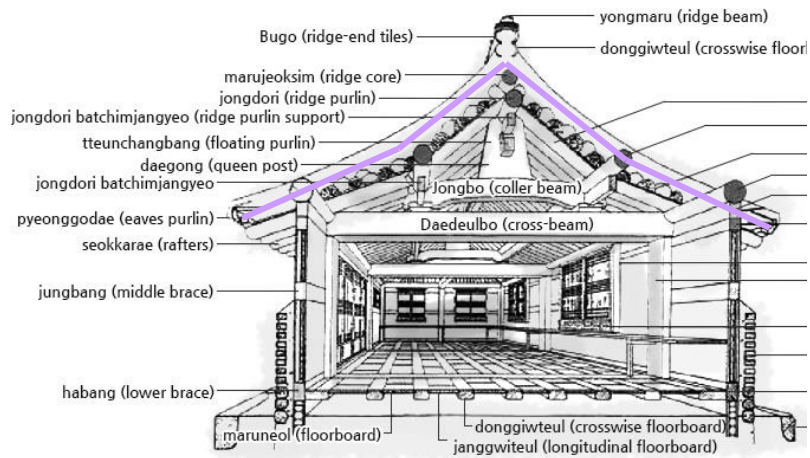 yongmaru (ridge beam)
Bugo (ridge-end tiles)
donggiwteul (crosswise floorb
marujeoksim (ridge core)
jongdori (ridge purlin)
jongdori batchimjangyeo (ridge purlin support)
tteunchangbang (floating purlin)
daegong (queen post)
jongdori batchimjangyeo
Jongbo (coller beam)
pyeonggodae (eaves purlin)
Daedeulbo (cross-beam)
seokkarae (rafters)
jungbang (middle brace)
habang (lower brace)
donggiwteul (crosswise floorboard)
maruneol (floorboard)
janggwiteul (longitudinal floorboard)